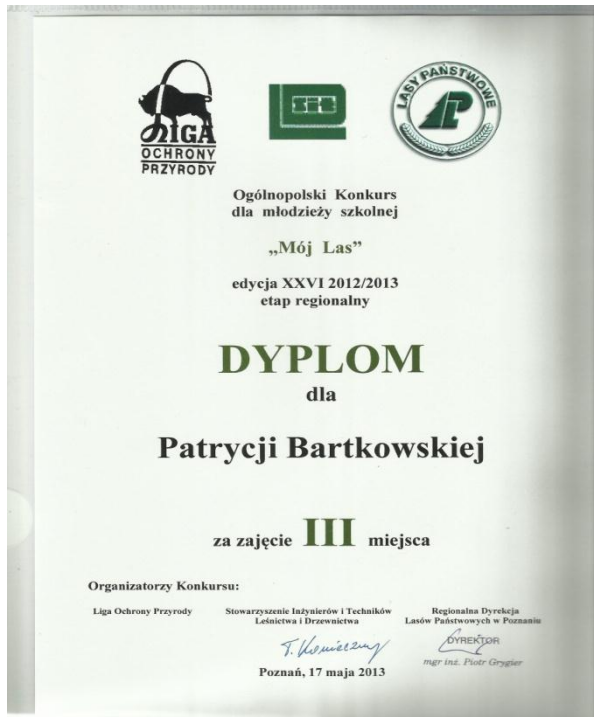 LIGA
OCHRONY
PRZYRODY
SIT
LASY PAŃSTWOWE
Ogólnopolski Konkurs
dla młodzieży szkolnej
„Mój Las”
edycja XXVI 2012/2013
etap regionalny
DYPLOM
dla
Patrycji Bartkowskiej
za zajęcie III miejsca
Organizatorzy Konkursu:
Liga Ochrony Przyrody
Stowarzyszenie Inżynierów i Techników
Leśnictwa i Drzewnictwa
Regionalna Dyrekcja
Lasów Państwowych w Poznaniu
DYREKTOR
mgr inż. Piotr Grygier
Poznań, 17 maja 2013